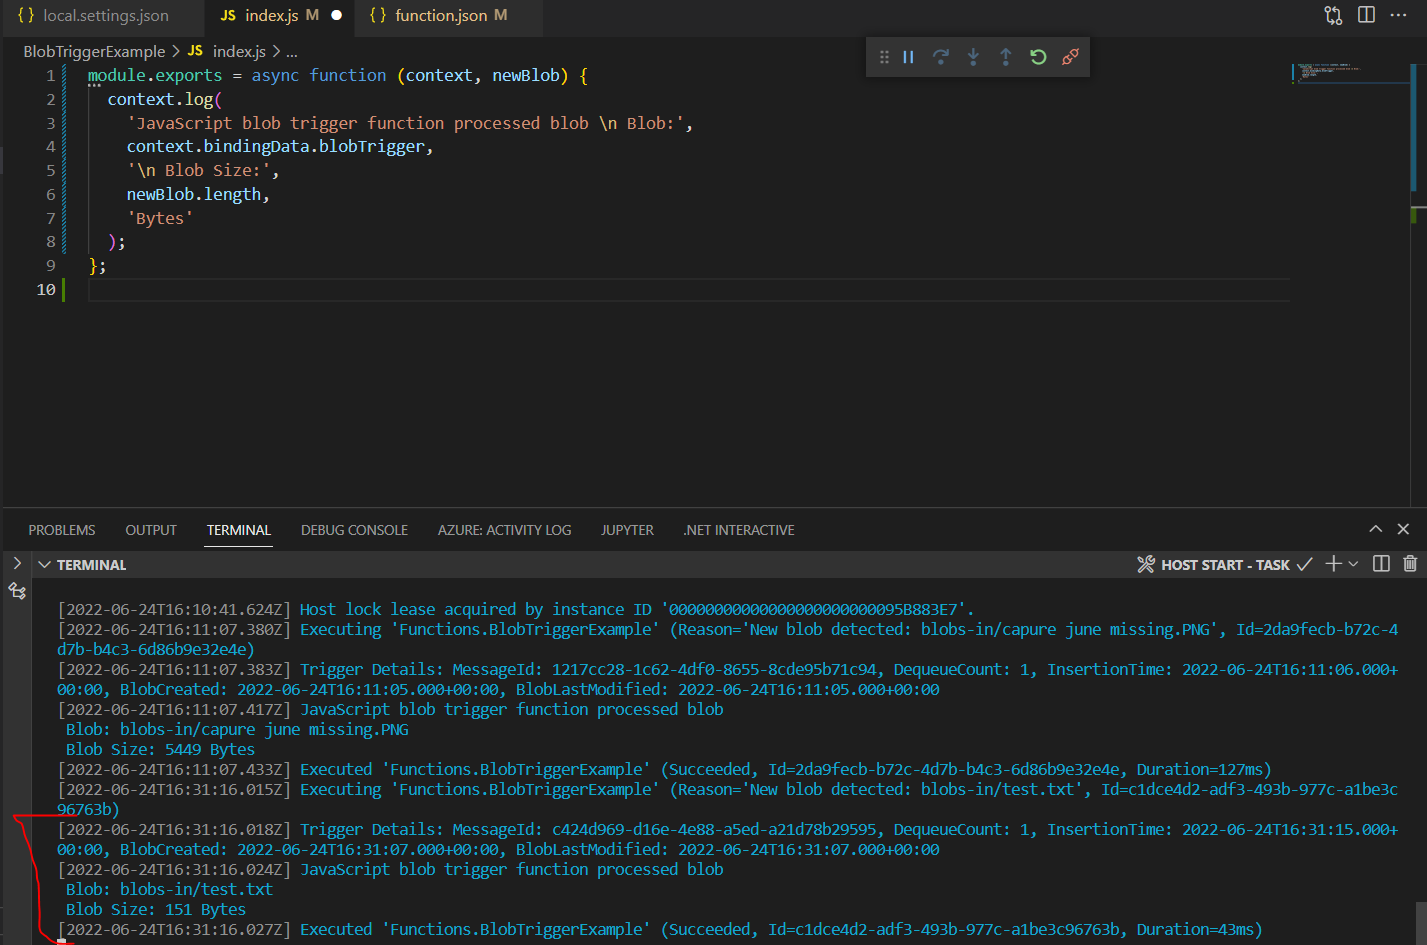 {} local.settings.json JS index.js M ● {} function.json M
BlobTriggerExample > JS index.js > ...
1 module.exports = async function (context, newBlob) {
2 context.log(
3 'JavaScript blob trigger function processed blob \n Blob:',
4 context.bindingData.blobTrigger,
5 '\n Blob Size:',
6 newBlob.length,
7 'Bytes'
8 );
9 };
10
PROBLEMS OUTPUT TERMINAL DEBUG CONSOLE AZURE: ACTIVITY LOG JUPYTER .NET INTERACTIVE
TERMINAL HOST START - TASK
[2022-06-24T16:10:41.624Z] Host lock lease acquired by instance ID '000000000000000000000000095B883E7'.
[2022-06-24T16:11:07.380Z] Executing 'Functions.BlobTriggerExample' (Reason='New blob detected: blobs-in/capure june missing.PNG', Id=2da9fecb-b72c-4
d7b-b4c3-6d86b9e32e4e)
[2022-06-24T16:11:07.383Z] Trigger Details: MessageId: 1217cc28-1c62-4df0-8655-8cde95b71c94, DequeueCount: 1, InsertionTime: 2022-06-24T16:11:06.000+
00:00, BlobCreated: 2022-06-24T16:11:05.000+00:00, BlobLastModified: 2022-06-24T16:11:05.000+00:00
[2022-06-24T16:11:07.417Z] JavaScript blob trigger function processed blob
Blob: blobs-in/capure june missing.PNG
Blob Size: 5449 Bytes
[2022-06-24T16:11:07.433Z] Executed 'Functions.BlobTriggerExample' (Succeeded, Id=2da9fecb-b72c-4d7b-b4c3-6d86b9e32e4e, Duration=127ms)
[2022-06-24T16:31:16.015Z] Executing 'Functions.BlobTriggerExample' (Reason='New blob detected: blobs-in/test.txt', Id=c1dce4d2-adf3-493b-977c-a1be3c
96763b)
[2022-06-24T16:31:16.018Z] Trigger Details: MessageId: c424d969-d16e-4e88-a5ed-a21d78b29595, DequeueCount: 1, InsertionTime: 2022-06-24T16:31:15.000+
00:00, BlobCreated: 2022-06-24T16:31:07.000+00:00, BlobLastModified: 2022-06-24T16:31:07.000+00:00
[2022-06-24T16:31:16.024Z] JavaScript blob trigger function processed blob
Blob: blobs-in/test.txt
Blob Size: 151 Bytes
[2022-06-24T16:31:16.027Z] Executed 'Functions.BlobTriggerExample' (Succeeded, Id=c1dce4d2-adf3-493b-977c-a1be3c96763b, Duration=43ms)